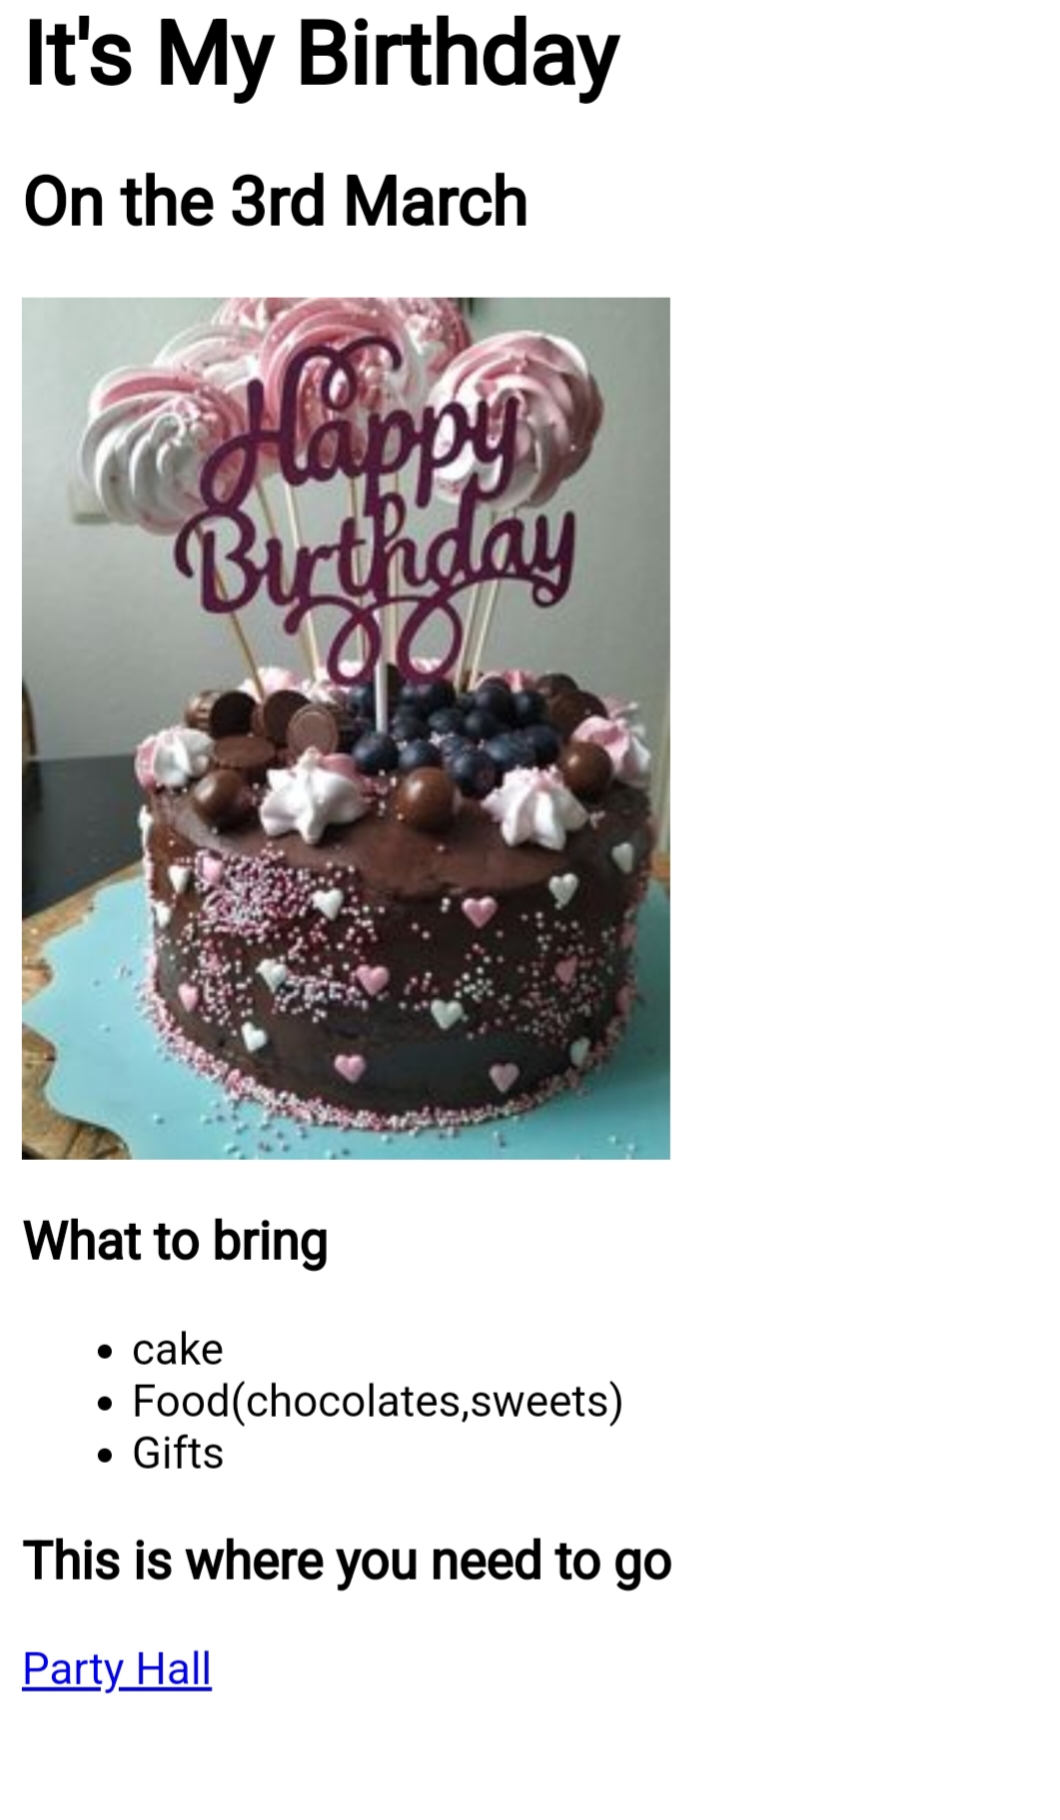 It's My Birthday
On the 3rd March
Happy
Birthday
What to bring
cake
Food(chocolates,sweets)
Gifts
This is where you need to go
Party Hall